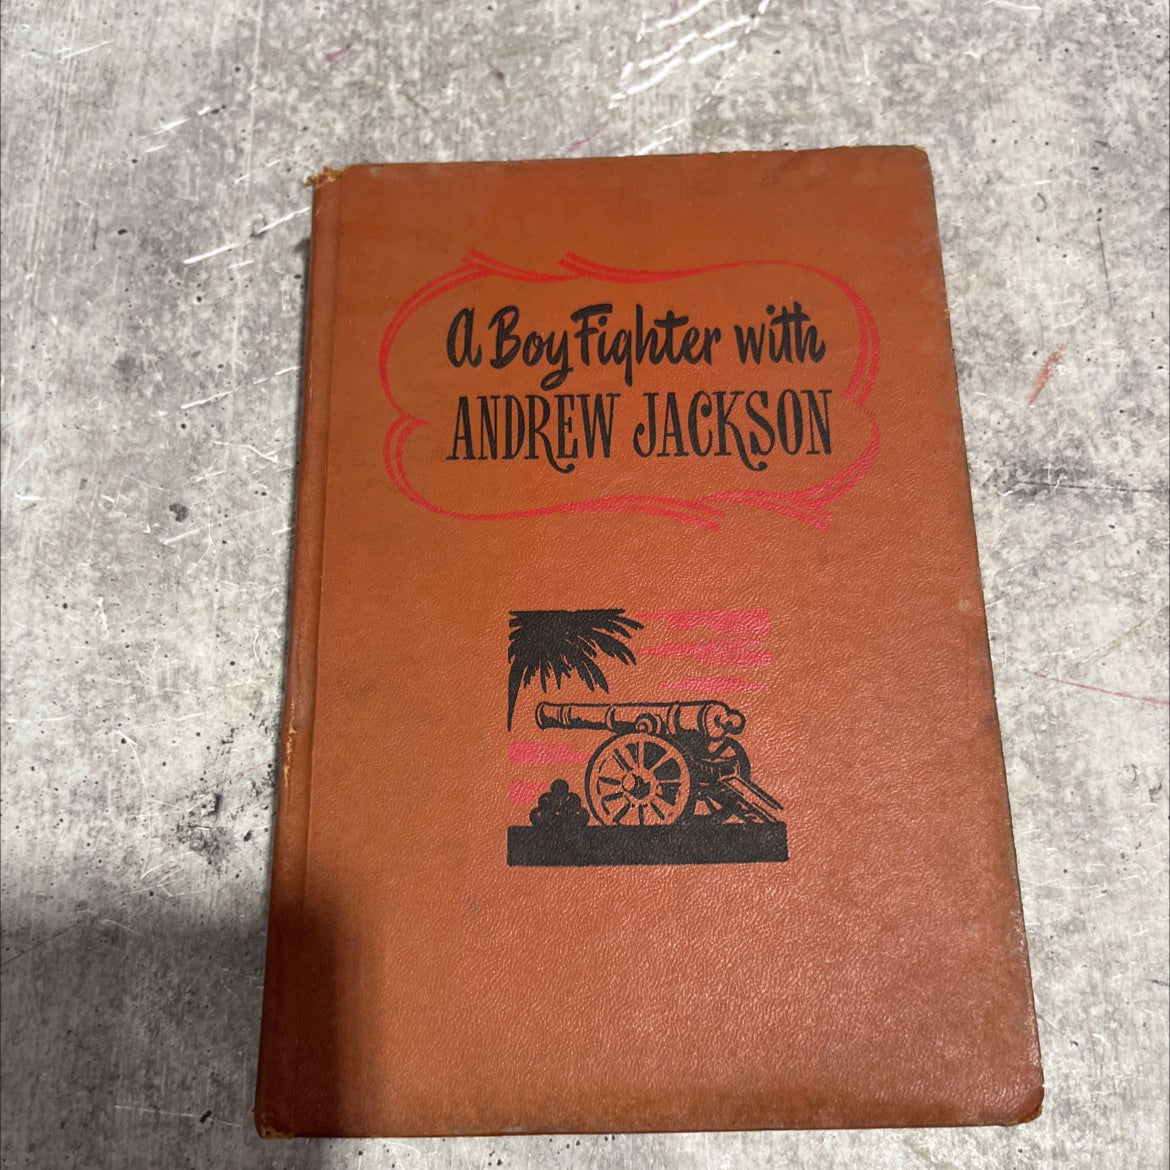 A Boy Fighter with
ANDREW JACKSON